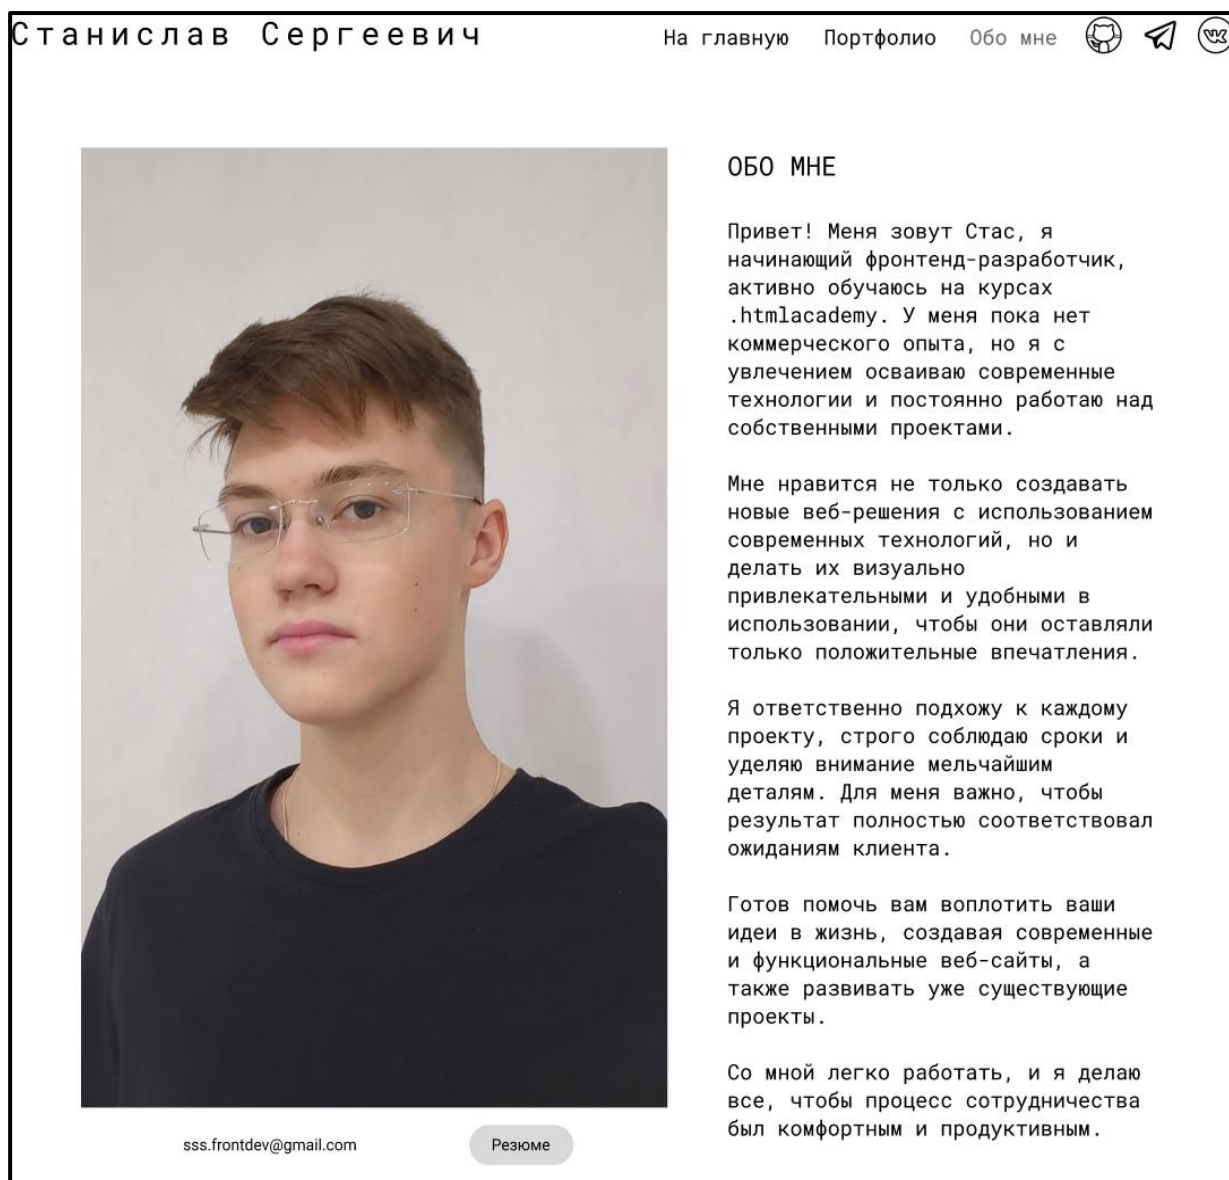 Станислав Сергеевич
На главную Портфолио Обо мне
ОБО МНЕ
Привет! Меня зовут Стас, я
начинающий фронтенд-разработчик,
активно обучаюсь на курсах
.htmlacademy. У меня пока нет
коммерческого опыта, но я с
увлечением осваиваю современные
технологии и постоянно работаю над
собственными проектами.
Мне нравится не только создавать
новые веб-решения с использованием
современных технологий, но и
делать их визуально
привлекательными и удобными в
использовании, чтобы они оставляли
только положительные впечатления.
Я ответственно подхожу к каждому
проекту, строго соблюдаю сроки и
уделяю внимание мельчайшим
деталям. Для меня важно, чтобы
результат полностью соответствовал
ожиданиям клиента.
Готов помочь вам воплотить ваши
идеи в жизнь, создавая современные
и функциональные веб-сайты, а
также развивать уже существующие
проекты.
Со мной легко работать, и я делаю
все, чтобы процесс сотрудничества
был комфортным и продуктивным.
sss.frontdev@gmail.com
Резюме